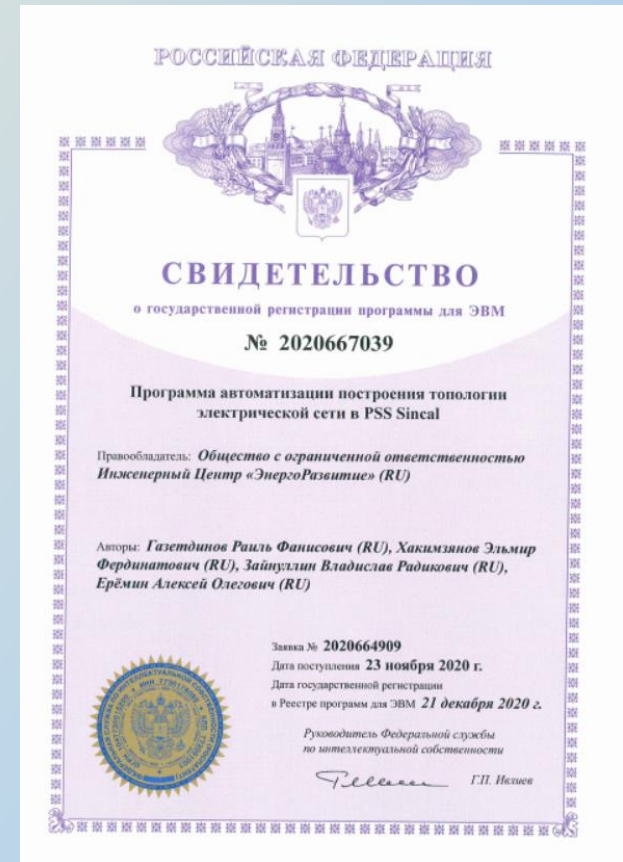 РОССИЙСКАЯ ФЕДЕРАЦИЯ
СВИДЕТЕЛЬСТВО
о государственной регистрации программы для ЭВМ
№ 2020667039
Программа автоматизации построения топологии
электрической сети в PSS Sincal
Правообладатель: Общество с ограниченной ответственностью
Инженерный Центр «ЭнергоРазвитие» (RU)
Авторы: Газетдинов Раиль Фанисович (RU), Хакимзянов Эльмир
Фердинатович (RU), Зайнуллин Владислав Радикович (RU),
Ерёмин Алексей Олегович (RU)
Заявка № 2020664909
Дата поступления 23 ноября 2020 г.
Дата государственной регистрации
в Реестре программ для ЭВМ 21 декабря 2020 г.
Руководитель Федеральной службы
по интеллектуальной собственности
Г.П. Ивлиев